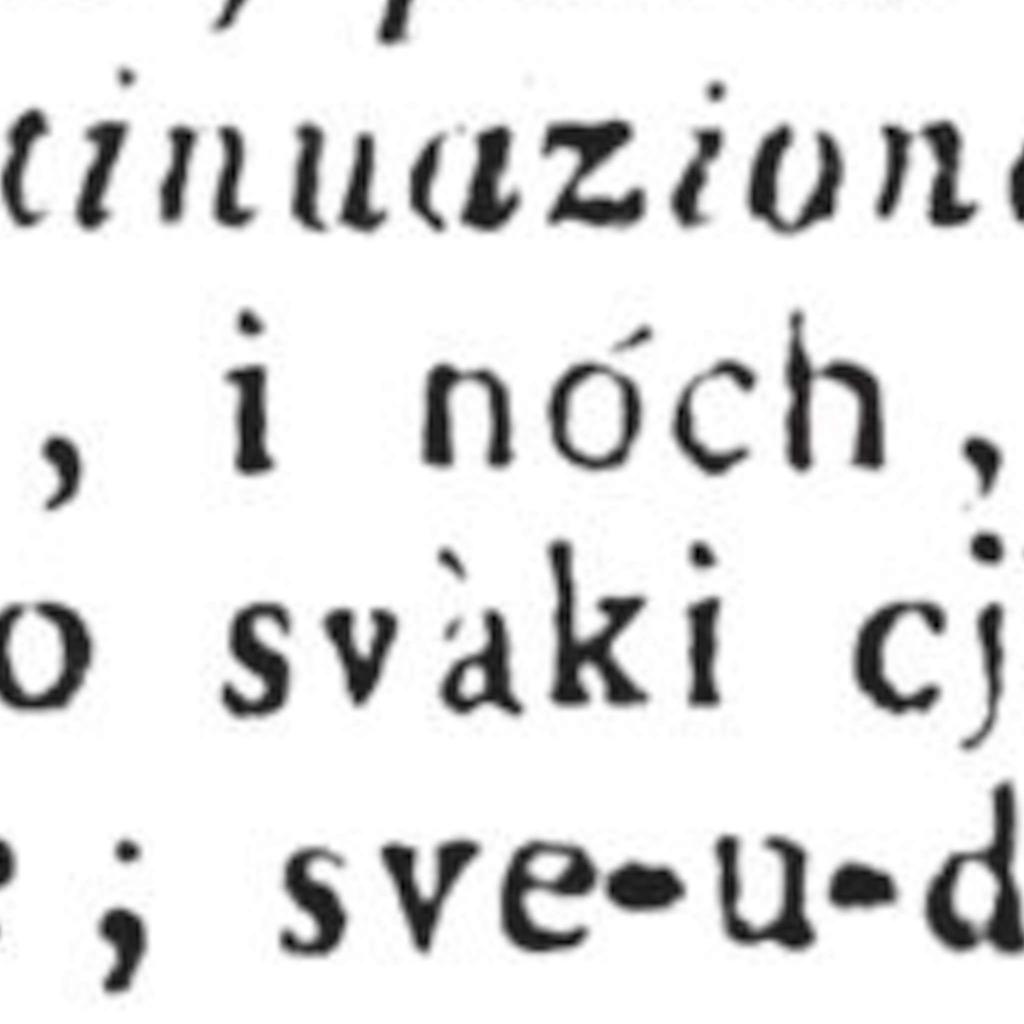 tinuazion
, i nóch,
o svàki cj
; sve-u-d